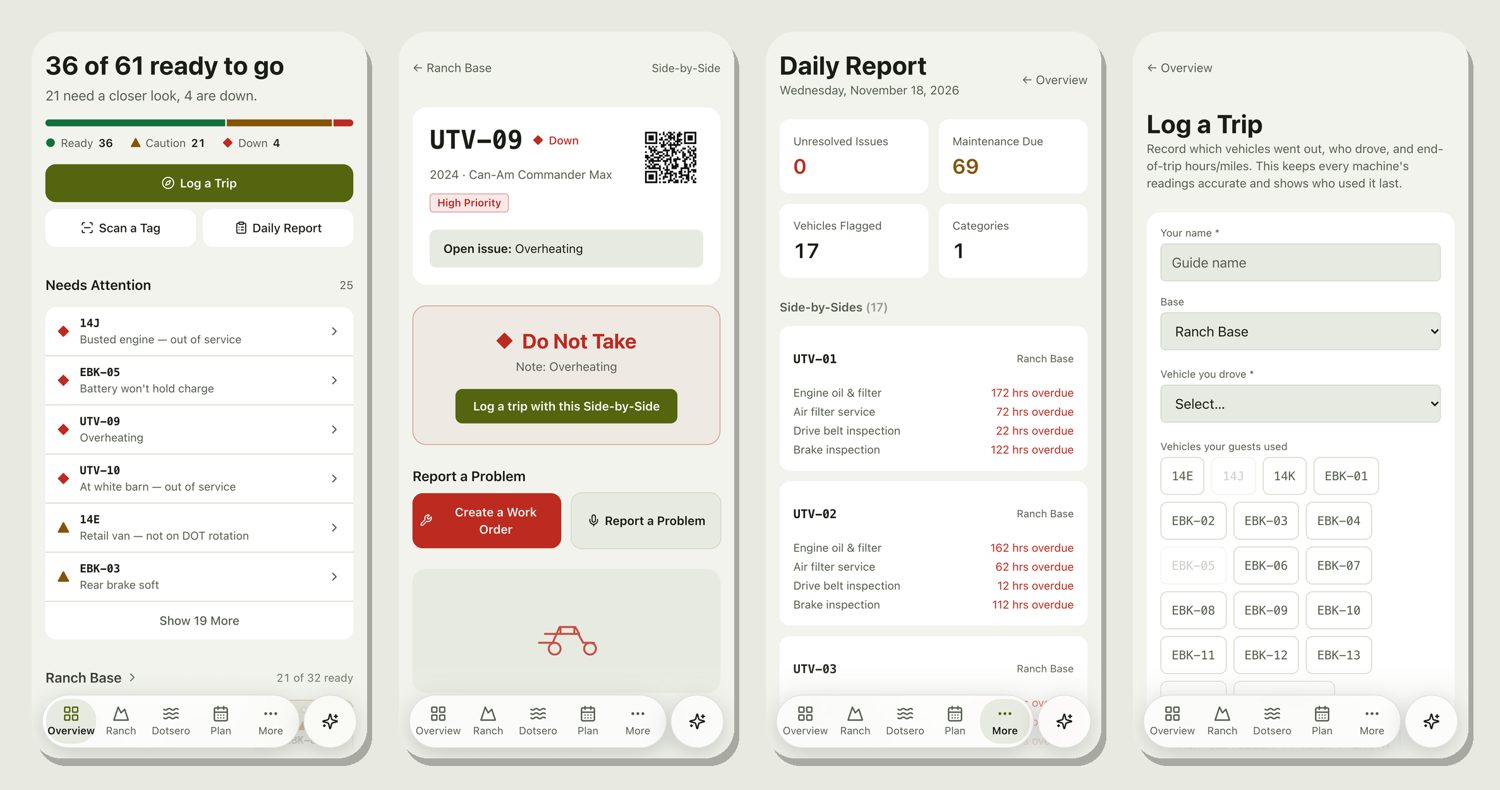 36 of 61 ready to go
21 need a closer look, 4 are down.
Ready 36 Caution 21 Down 4
Log a Trip
Scan a Tag
Daily Report
Needs Attention 25
14J
Busted engine — out of service
EBK-05
Battery won't hold charge
UTV-09
Overheating
UTV-10
At white barn — out of service
14E
Retail van — not on DOT rotation
EBK-03
Rear brake soft
Show 19 More
Ranch Base 21 of 32 ready
Overview Ranch Dotsero Plan More
← Ranch Base Side-by-Side
UTV-09 Down
2024 · Can-Am Commander Max
High Priority
Open issue: Overheating
Do Not Take
Note: Overheating
Log a trip with this Side-by-Side
Report a Problem
Create a Work
Order
Report a Problem
Overview Ranch Dotsero Plan More
Daily Report
← Overview
Wednesday, November 18, 2026
Unresolved Issues
0
Maintenance Due
69
Vehicles Flagged
17
Categories
1
Side-by-Sides (17)
UTV-01 Ranch Base
Engine oil & filter 172 hrs overdue
Air filter service 72 hrs overdue
Drive belt inspection 22 hrs overdue
Brake inspection 122 hrs overdue
UTV-02 Ranch Base
Engine oil & filter 162 hrs overdue
Air filter service 62 hrs overdue
Drive belt inspection 12 hrs overdue
Brake inspection 112 hrs overdue
UTV-03 Ranch Base
Overview Ranch Dotsero Plan More
← Overview
Log a Trip
Record which vehicles went out, who drove, and end-
of-trip hours/miles. This keeps every machine's
readings accurate and shows who used it last.
Your name *
Guide name
Base
Ranch Base
Vehicle you drove *
Select...
Vehicles your guests used
14E 14J 14K EBK-01
EBK-02 EBK-03 EBK-04
EBK-05 EBK-06 EBK-07
EBK-08 EBK-09 EBK-10
EBK-11 EBK-12 EBK-13
Overview Ranch Dotsero Plan More